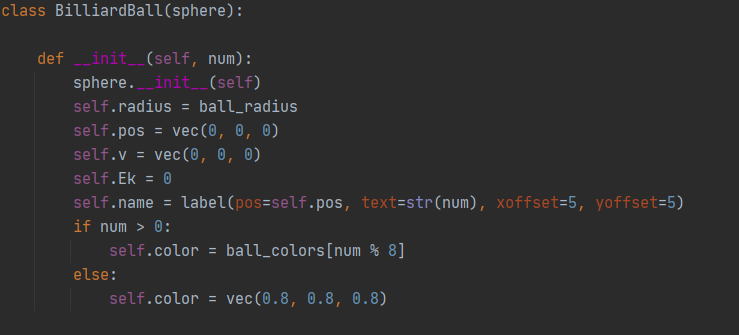 class BilliardBall(sphere):
def __init__(self, num):
sphere.__init__(self)
self.radius = ball_radius
self.pos = vec(0, 0, 0)
self.v = vec(0, 0, 0)
self.Ek = 0
self.name = label(pos=self.pos, text=str(num), xoffset=5, yoffset=5)
if num > 0:
self.color = ball_colors[num % 8]
else:
self.color = vec(0.8, 0.8, 0.8)